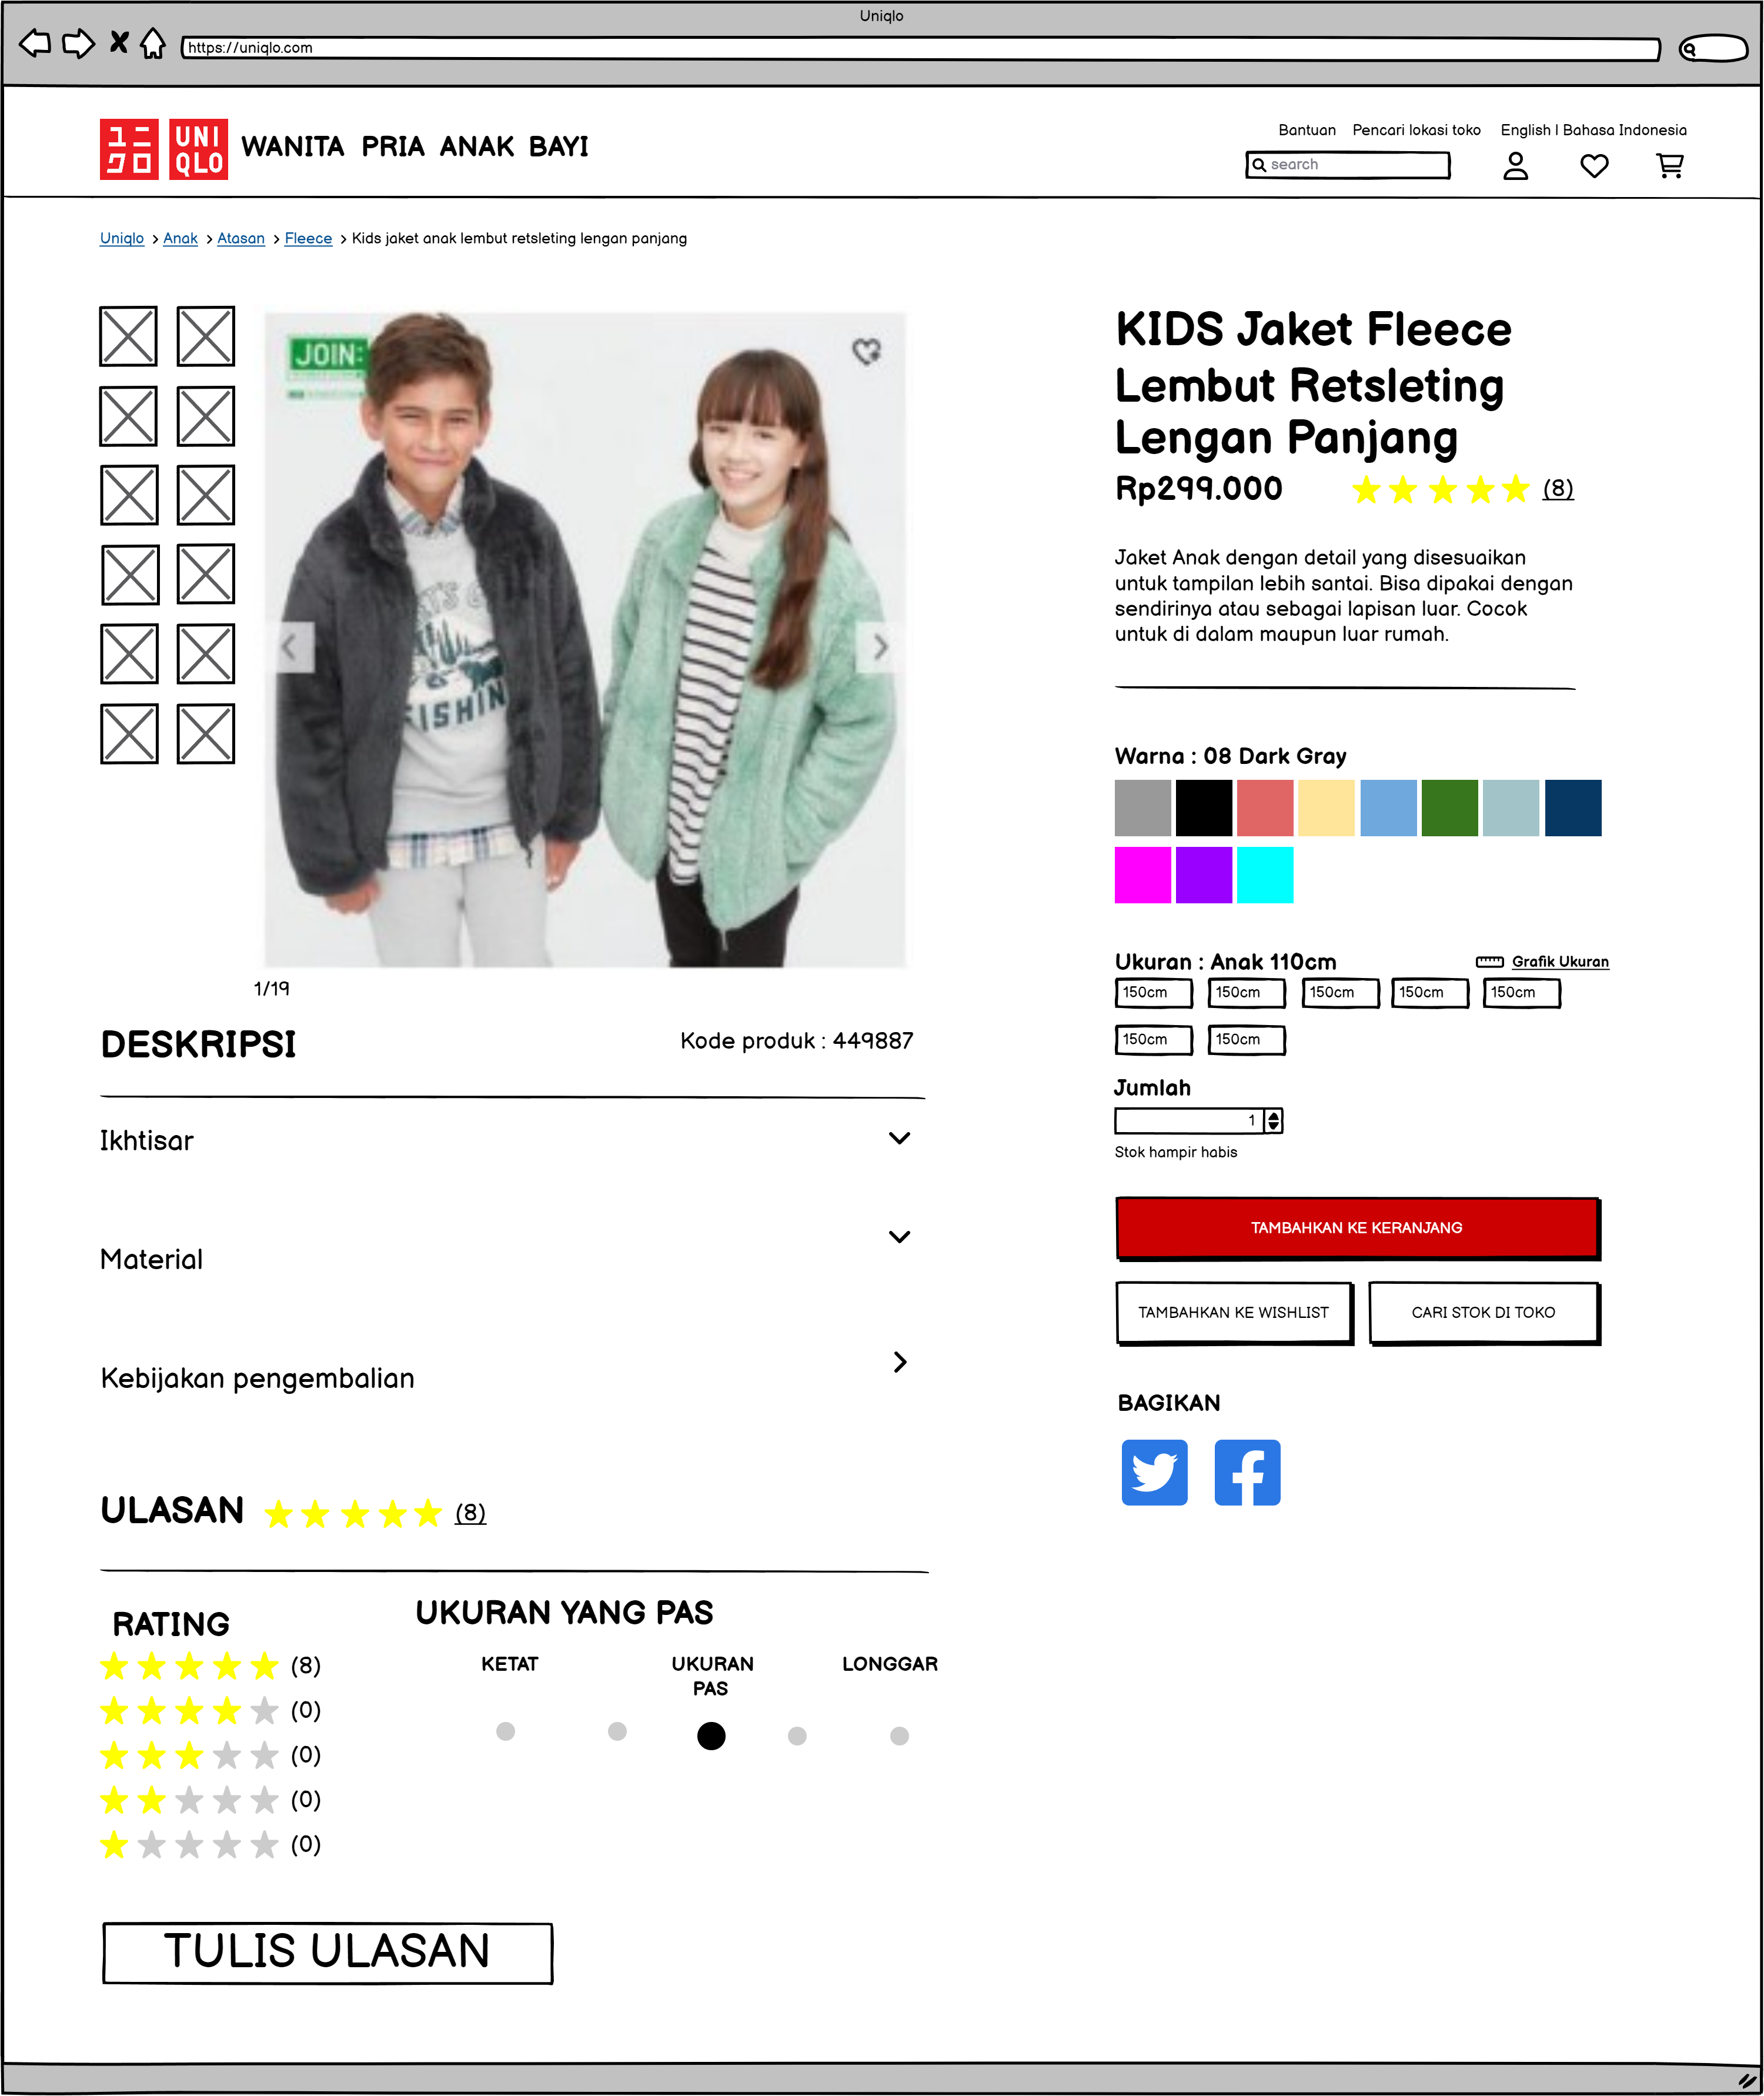 Uniqlo
https://uniqlo.com
ユニ
クロ
UNI
QLO
WANITA PRIA ANAK BAYI
Bantuan Pencari lokasi toko English | Bahasa Indonesia
search
Uniqlo > Anak > Atasan > Fleece > Kids jaket anak lembut retsleting lengan panjang
JOIN:
FISHIN
1/19
KIDS Jaket Fleece
Lembut Retsleting
Lengan Panjang
Rp299.000 (8)
Jaket Anak dengan detail yang disesuaikan
untuk tampilan lebih santai. Bisa dipakai dengan
sendirinya atau sebagai lapisan luar. Cocok
untuk di dalam maupun luar rumah.
Warna : 08 Dark Gray
Ukuran : Anak 110cm Grafik Ukuran
150cm 150cm 150cm 150cm 150cm
150cm 150cm
Jumlah
1
Stok hampir habis
TAMBAHKAN KE KERANJANG
TAMBAHKAN KE WISHLIST CARI STOK DI TOKO
BAGIKAN
DESKRIPSI Kode produk : 449887
Ikhtisar
Material
Kebijakan pengembalian
ULASAN (8)
RATING
(8)
(0)
(0)
(0)
(0)
UKURAN YANG PAS
KETAT UKURAN PAS LONGGAR
TULIS ULASAN